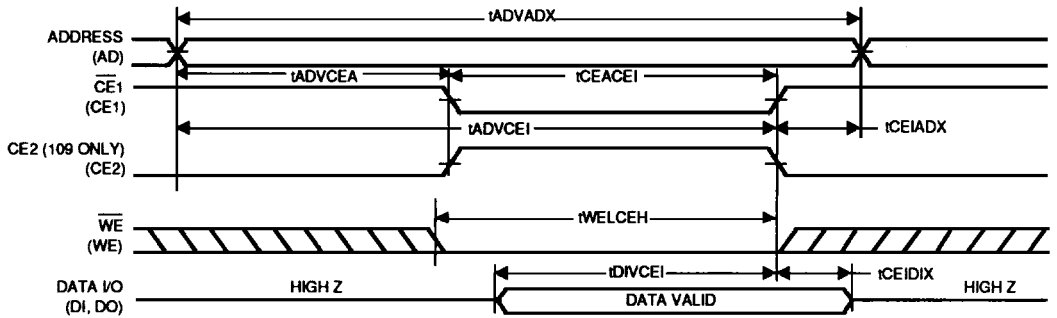 tADVADX
ADDRESS
(AD)
tADVCEA
tCEACEI
CE1
(CE1)
tADVCEI
tCEIADX
CE2 (109 ONLY)
(CE2)
tWELCEH
WE
(WE)
tDIVCEI
tCEIDIX
DATA I/O
(DI, DO)
HIGH Z
DATA VALID
HIGH Z